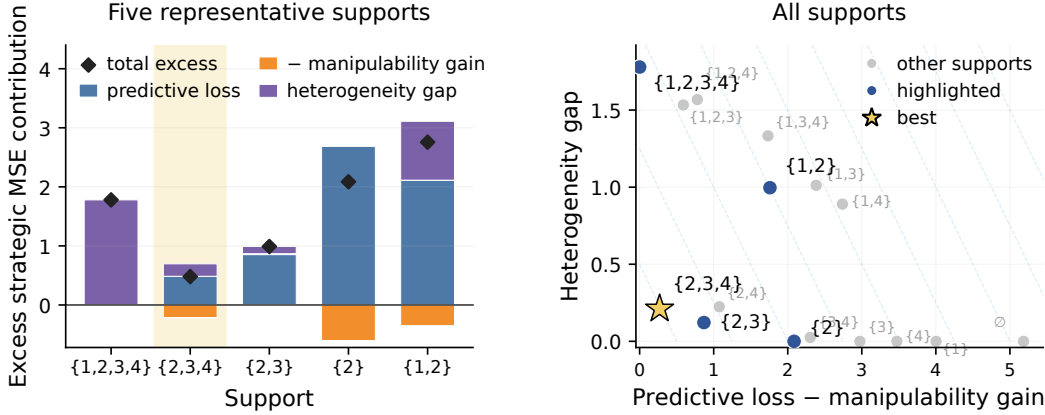 Five representative supports
Excess strategic MSE contribution
4
3
2
1
0
total excess
predictive loss
− manipulability gain
heterogeneity gap
{1,2,3,4}
{2,3,4}
{2,3}
{2}
{1,2}
Support
All supports
Heterogeneity gap
1.5
1.0
0.5
0.0
other supports
highlighted
best
{1,2,4}
{1,2,3,4}
{1,2,3}
{1,3,4}
{1,2}
{1,3}
{1,4}
{2,3,4}
{2,4}
{2,3}
{2}
{3,4}
{3}
{4}
{1}
∅
0
1
2
3
4
5
Predictive loss − manipulability gain